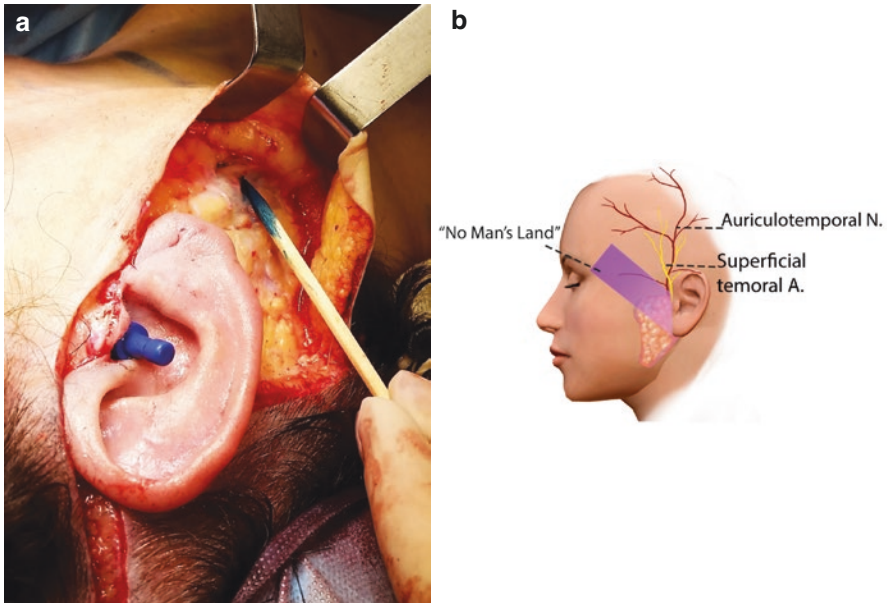 a
b
“No Man’s Land”
Auriculotemporal N.
Superficial
temoral A.